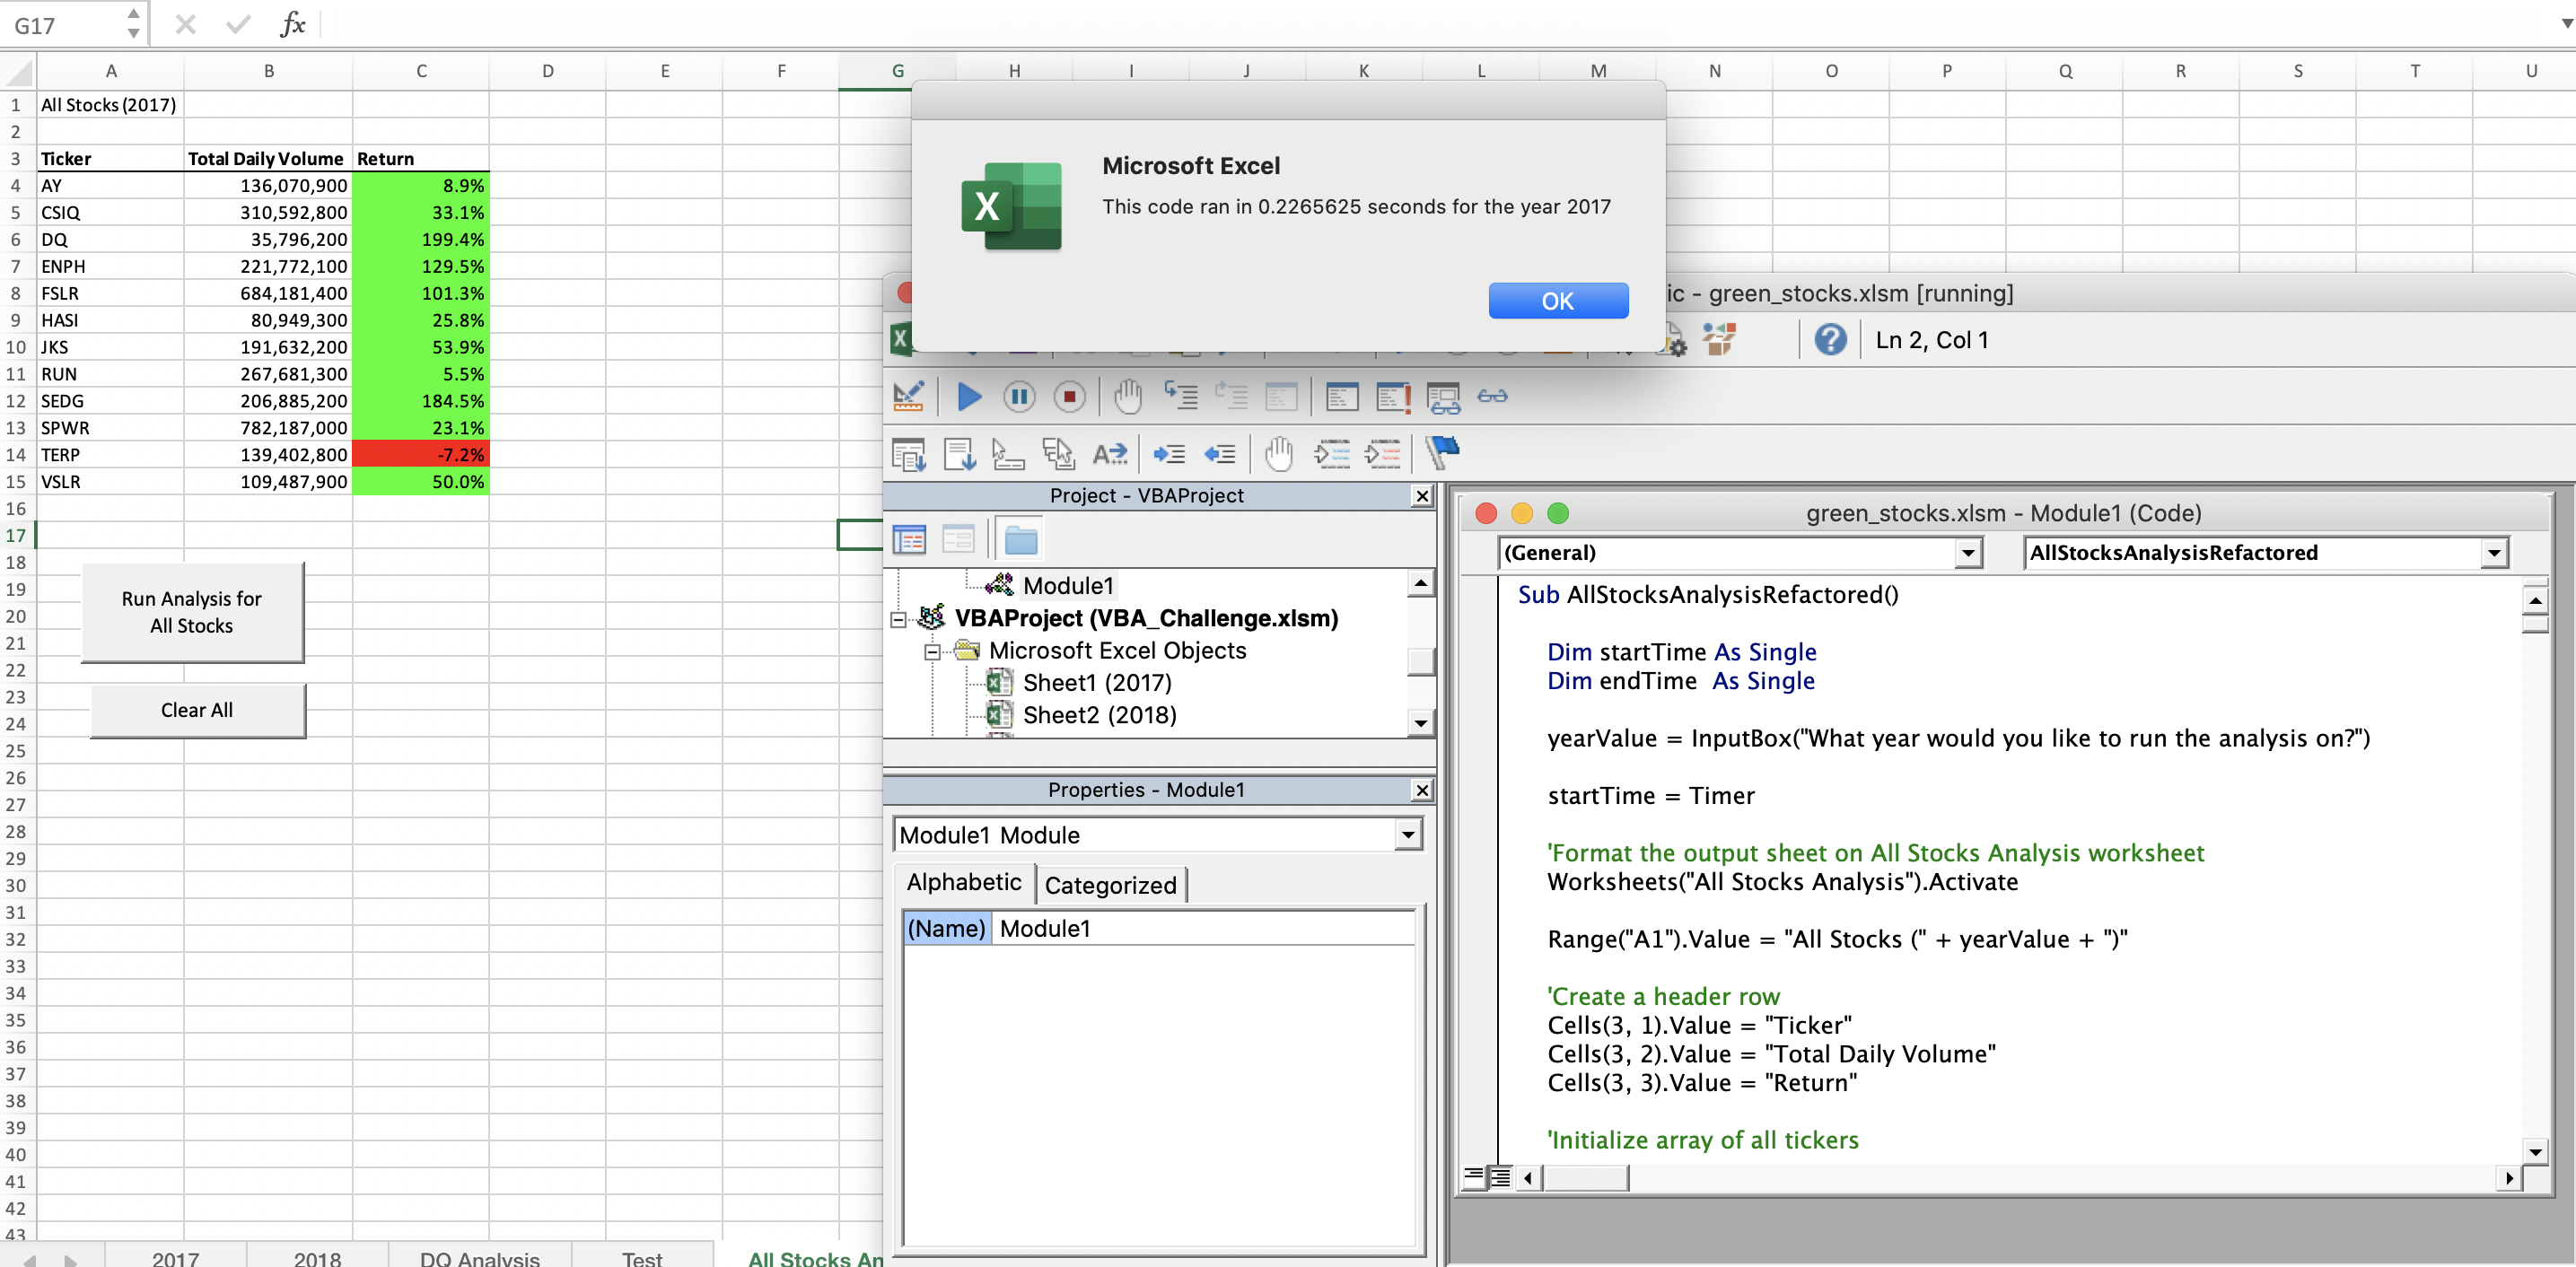 G17
fx
A B C D E F G H I J K L M N O P Q R S T U
1 All Stocks (2017)
2
3 Ticker Total Daily Volume Return
4 AY 136,070,900 8.9%
5 CSIQ 310,592,800 33.1%
6 DQ 35,796,200 199.4%
7 ENPH 221,772,100 129.5%
8 FSLR 684,181,400 101.3%
9 HASI 80,949,300 25.8%
10 JKS 191,632,200 53.9%
11 RUN 267,681,300 5.5%
12 SEDG 206,885,200 184.5%
13 SPWR 782,187,000 23.1%
14 TERP 139,402,800 -7.2%
15 VSLR 109,487,900 50.0%
16
17
18
19
20
21
22
23
24
25
26
27
28
29
30
31
32
33
34
35
36
37
38
39
40
41
42
43
Run Analysis for
All Stocks
Clear All
2017 2018 DQ Analysis Test All Stocks An
X
Microsoft Excel
This code ran in 0.2265625 seconds for the year 2017
OK
ic - green_stocks.xlsm [running]
Ln 2, Col 1
Project - VBAProject
Module1
VBAProject (VBA_Challenge.xlsm)
Microsoft Excel Objects
Sheet1 (2017)
Sheet2 (2018)
Properties - Module1
Module1 Module
Alphabetic Categorized
(Name) Module1
green_stocks.xlsm - Module1 (Code)
(General) AllStocksAnalysisRefactored
Sub AllStocksAnalysisRefactored()
Dim startTime As Single
Dim endTime  As Single
yearValue = InputBox("What year would you like to run the analysis on?")
startTime = Timer
'Format the output sheet on All Stocks Analysis worksheet
Worksheets("All Stocks Analysis").Activate
Range("A1").Value = "All Stocks (" + yearValue + ")"
'Create a header row
Cells(3, 1).Value = "Ticker"
Cells(3, 2).Value = "Total Daily Volume"
Cells(3, 3).Value = "Return"
'Initialize array of all tickers